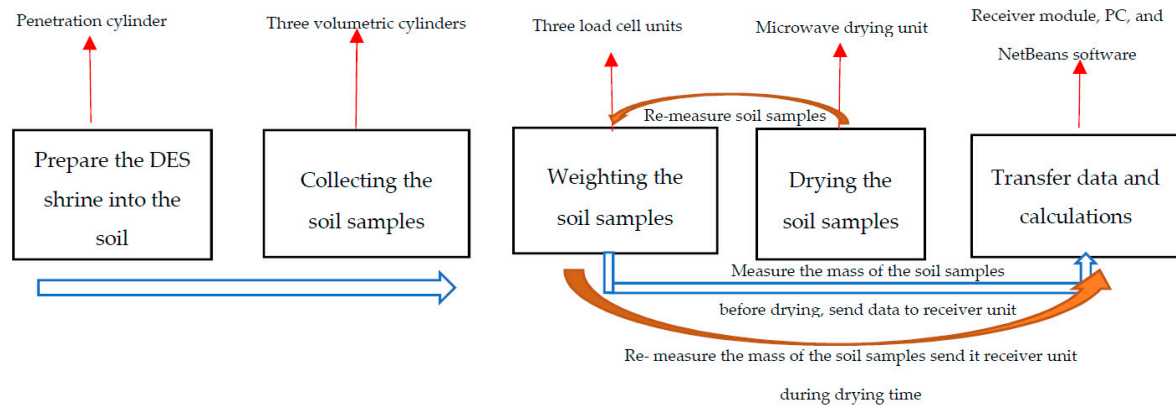 Penetration cylinder
Three volumetric cylinders
Three load cell units
Microwave drying unit
Receiver module, PC, and
NetBeans software
Re-measure soil samples
Prepare the DES
shrine into the
soil
Collecting the
soil samples
Weighting the
soil samples
Drying the
soil samples
Transfer data and
calculations
Measure the mass of the soil samples
before drying, send data to receiver unit
Re- measure the mass of the soil samples send it receiver unit
during drying time